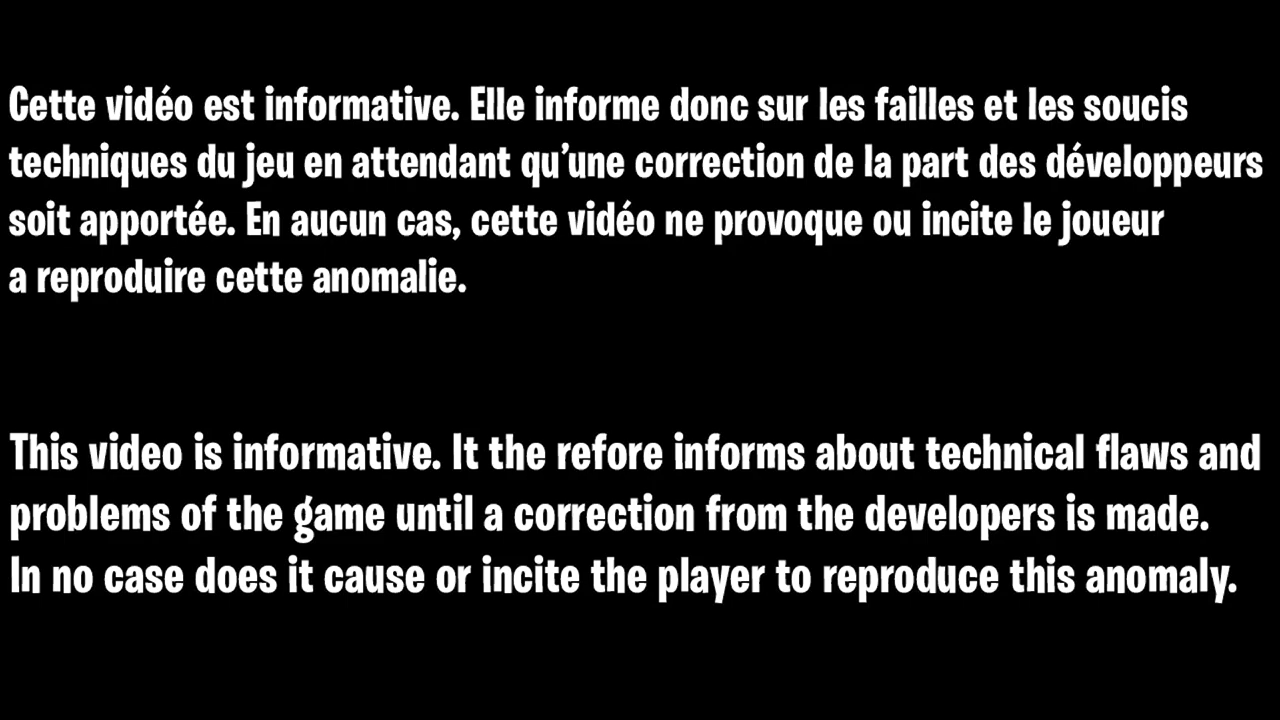 Cette vidéo est informative. Elle informe donc sur les failles et les soucis
techniques du jeu en attendant qu’une correction de la part des développeurs
soit apportée. En aucun cas, cette vidéo ne provoque ou incite le joueur
a reproduire cette anomalie.
This video is informative. It the refore informs about technical flaws and
problems of the game until a correction from the developers is made.
In no case does it cause or incite the player to reproduce this anomaly.